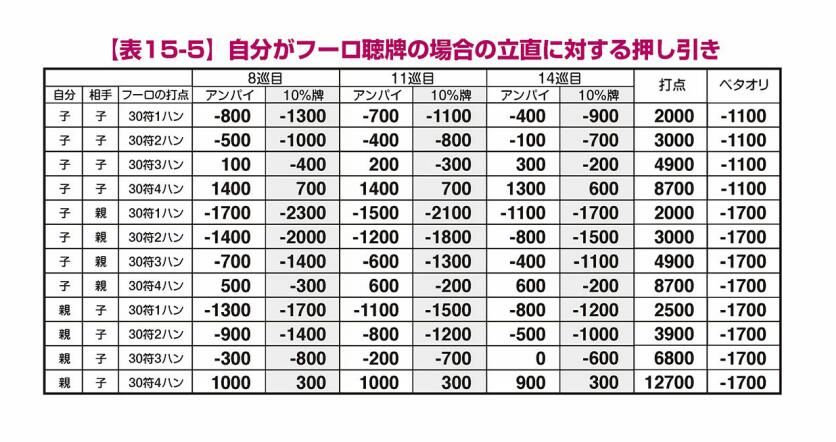 【表15-5】自分がフーロ聴牌の場合の立直に対する押し引き
8巡目 11巡目 14巡目 打点 ベタオリ
自分 相手 フーロの打点 アンパイ 10%牌 アンパイ 10%牌 アンパイ 10%牌
子 子 30符1ハン -800 -1300 -700 -1100 -400 -900 2000 -1100
子 子 30符2ハン -500 -1000 -400 -800 -100 -700 3000 -1100
子 子 30符3ハン 100 -400 200 -300 300 -200 4900 -1100
子 子 30符4ハン 1400 700 1400 700 1300 600 8700 -1100
子 親 30符1ハン -1700 -2300 -1500 -2100 -1100 -1700 2000 -1700
子 親 30符2ハン -1400 -2000 -1200 -1800 -800 -1500 3000 -1700
子 親 30符3ハン -700 -1400 -600 -1300 -400 -1100 4900 -1700
子 親 30符4ハン 500 -300 600 -200 600 -200 8700 -1700
親 子 30符1ハン -1300 -1700 -1100 -1500 -800 -1200 2500 -1700
親 子 30符2ハン -900 -1400 -800 -1200 -500 -1000 3900 -1700
親 子 30符3ハン -300 -800 -200 -700 0 -600 6800 -1700
親 子 30符4ハン 1000 300 1000 300 900 300 12700 -1700